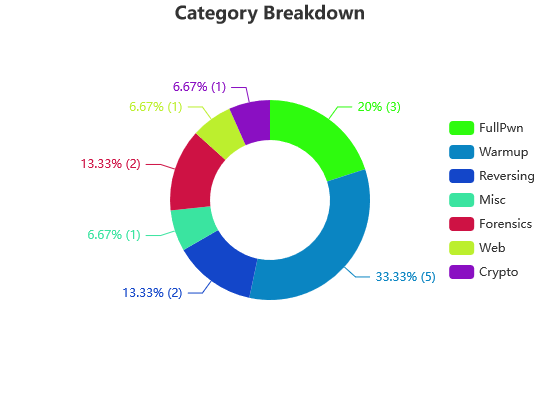 Category Breakdown
6.67% (1)
6.67% (1)
20% (3)
13.33% (2)
6.67% (1)
13.33% (2)
33.33% (5)
FullPwn
Warmup
Reversing
Misc
Forensics
Web
Crypto